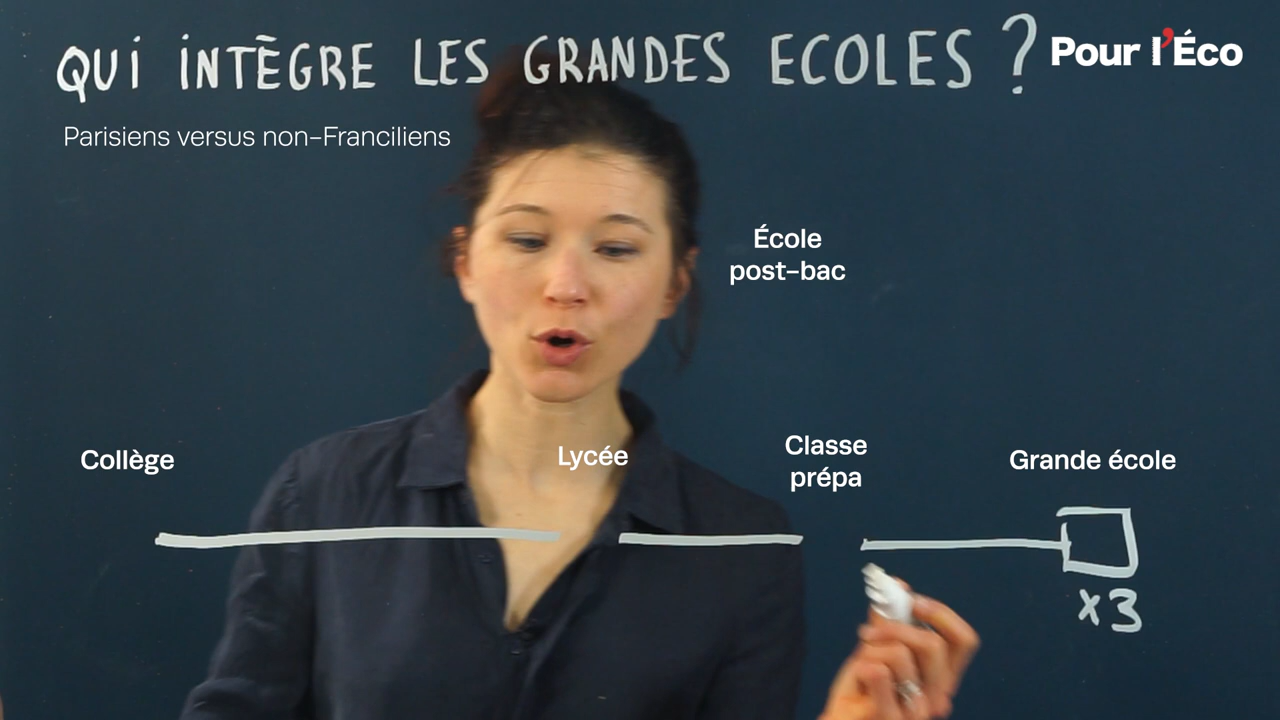 QUI INTÈGRE LES GRANDES ECOLES ?
Pour l'Éco
Parisiens versus non-Franciliens
École
post-bac
Collège
Lycée
Classe
prépa
Grande école
x3